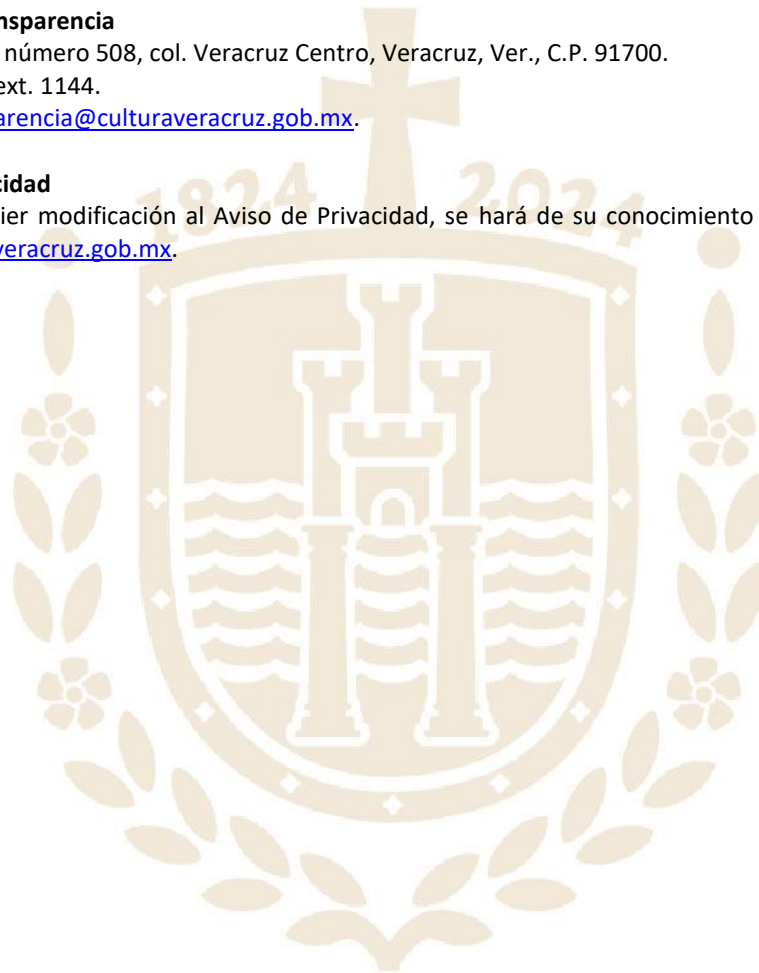 nsparencia
número 508, col. Veracruz Centro, Veracruz, Ver., C.P. 91700.
ext. 1144.
arencia@culturaveracruz.gob.mx.
cidad
ier modificación al Aviso de Privacidad, se hará de su conocimiento
veracruz.gob.mx.
1824 2024